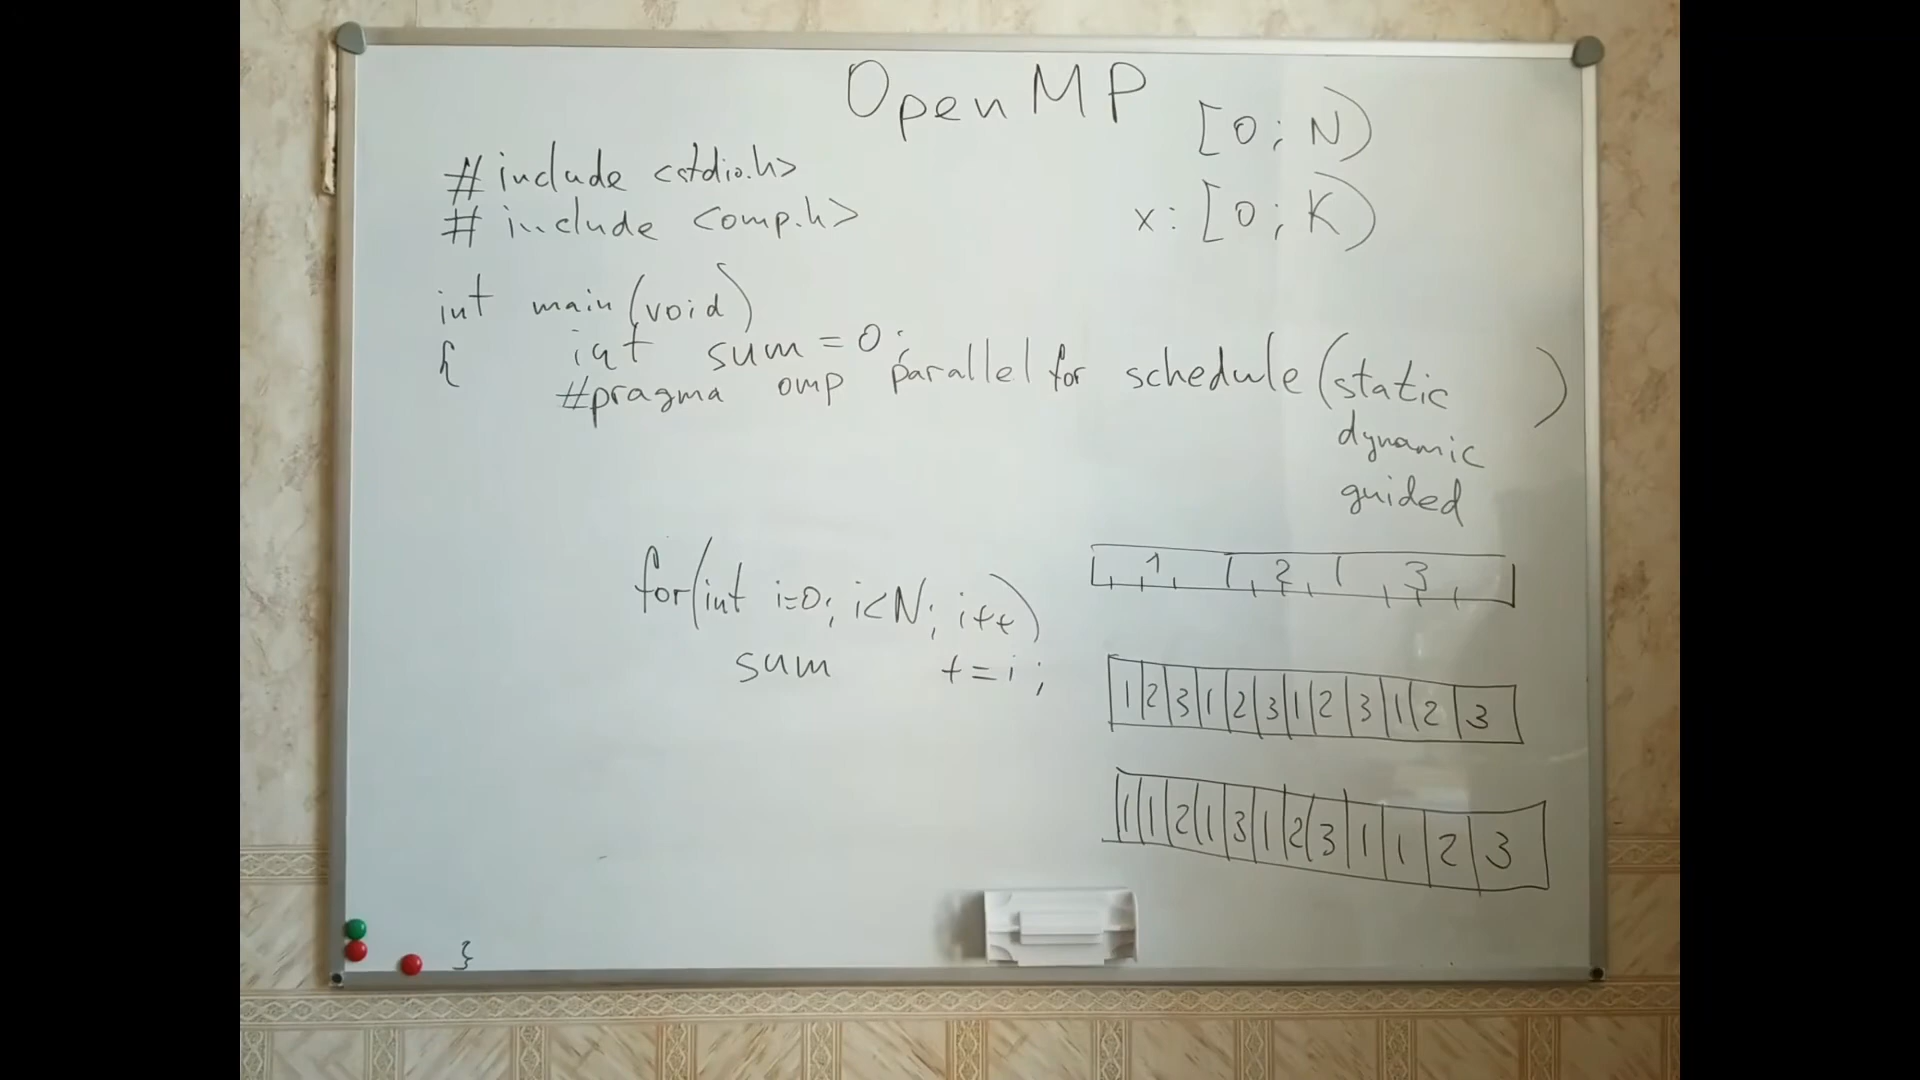 OpenMP
[0; N)
x: [0; K)
#include <stdio.h>
#include <omp.h>
int main(void)
{ int sum = 0;
#pragma omp parallel for schedule (static )
dynamic
guided
for(int i=0; i<N; i++)
sum += i;
1 2 3
1 2 3 1 2 3 1 2 3 1 2 3
1 1 2 1 3 1 2 3 1 1 2 3
}